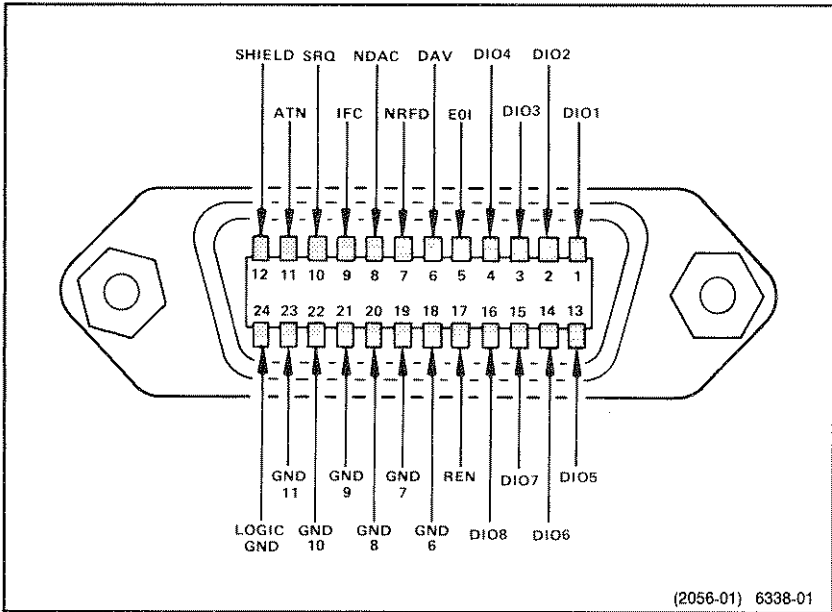 SHIELD SRQ NDAC DAV DIO4 DIO2
ATN IFC NRFD EOI DIO3 DIO1
12 11 10 9 8 7 6 5 4 3 2 1
24 23 22 21 20 19 18 17 16 15 14 13
GND 11 GND 9 GND 7 REN DIO7 DIO5
LOGIC GND GND 10 GND 8 GND 6 DIO8 DIO6
(2056-01) 6338-01